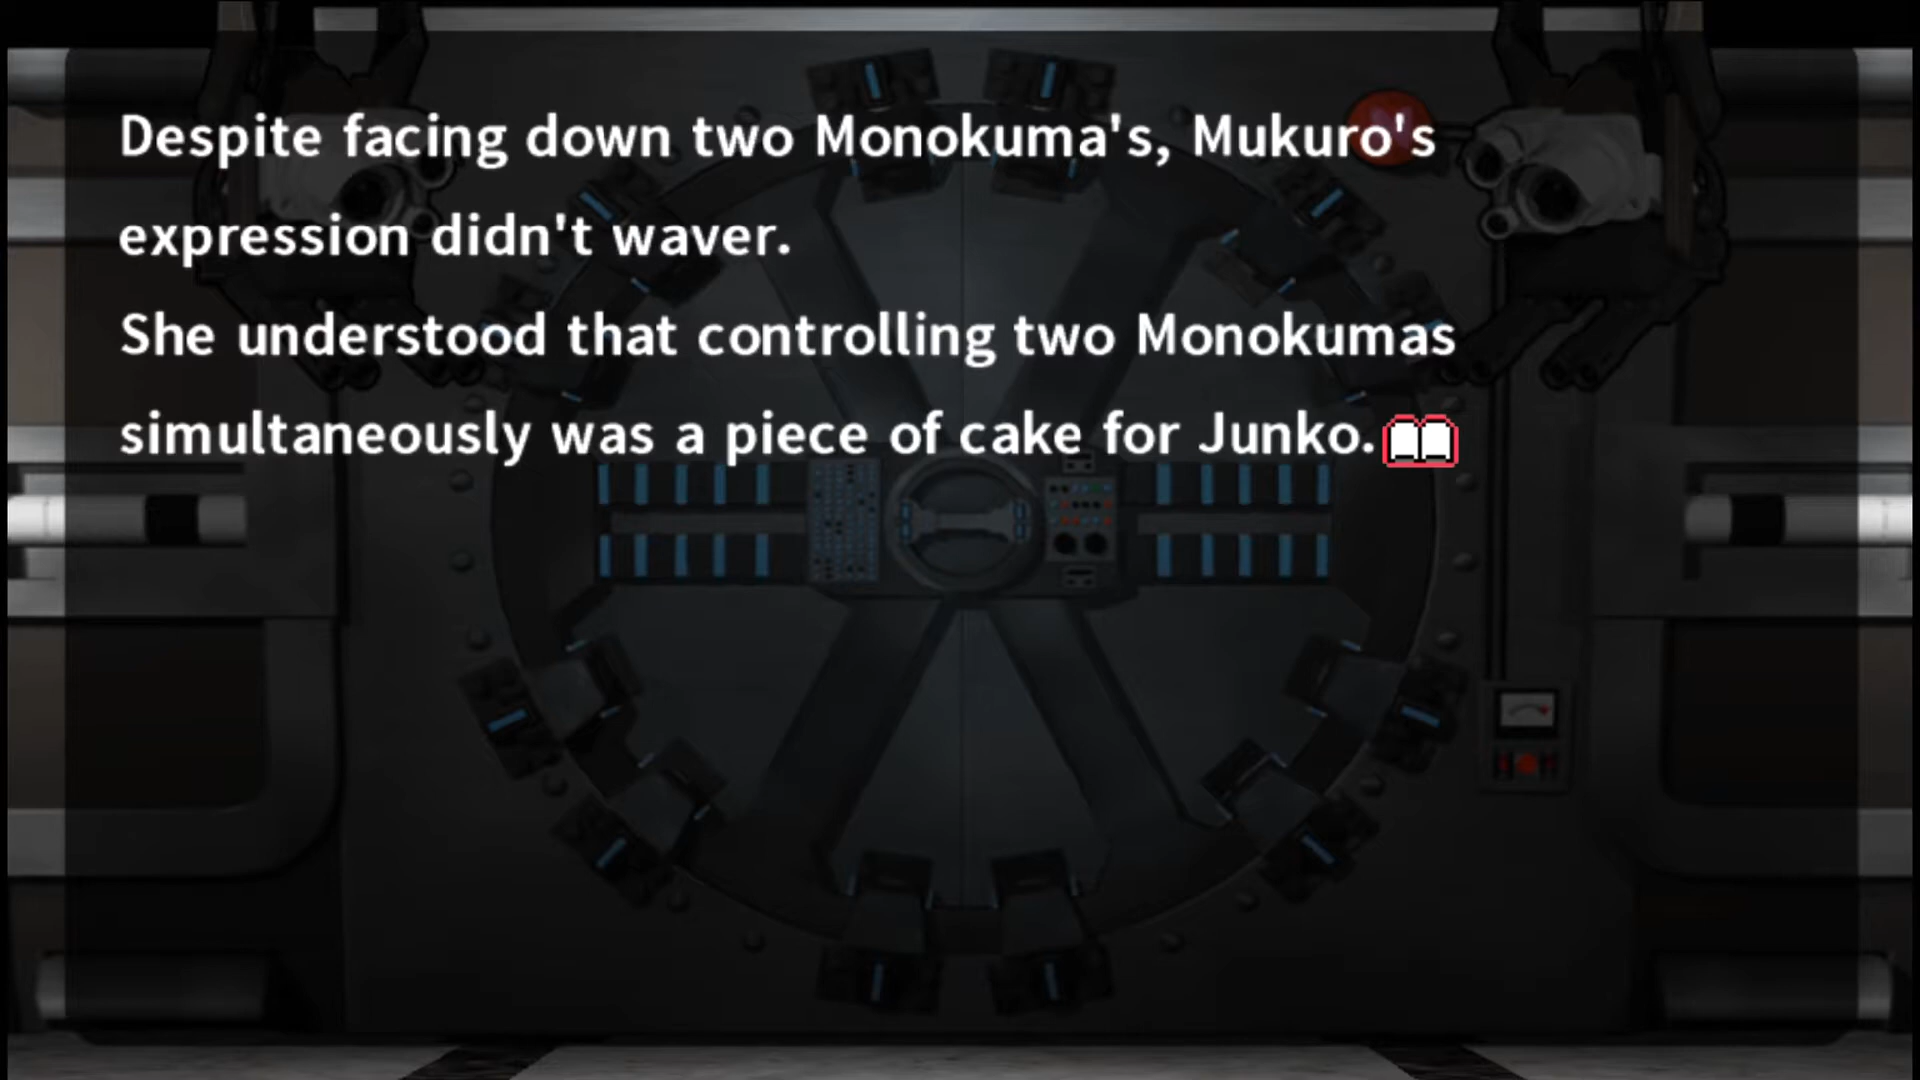 Despite facing down two Monokuma's, Mukuro's
expression didn't waver.
She understood that controlling two Monokumas
simultaneously was a piece of cake for Junko.